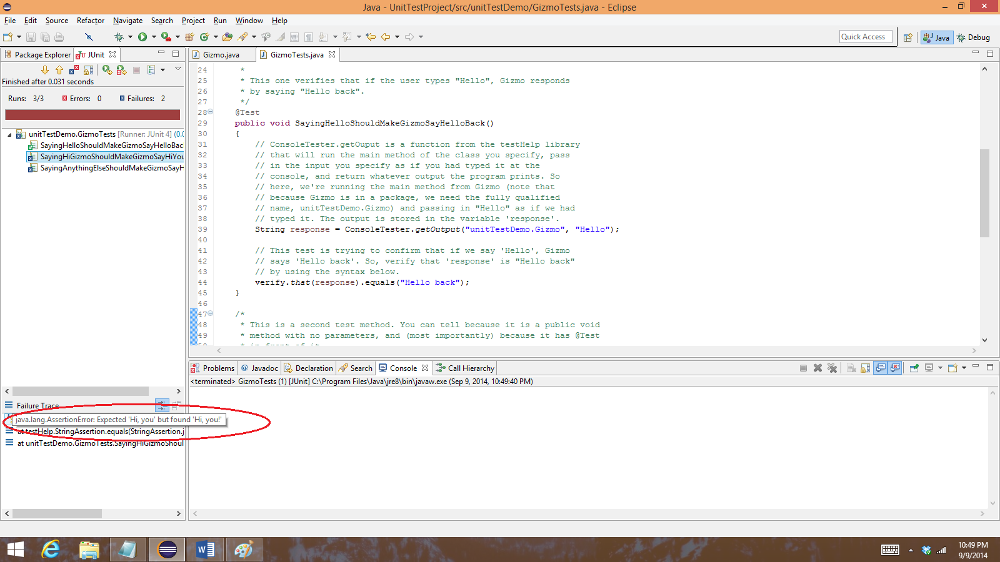 Java - UnitTestProject/src/unitTestDemo/GizmoTests.java - Eclipse
File Edit Source Refactor Navigate Search Project Run Window Help
Quick Access Java Debug
Package Explorer JUnit
Finished after 0.031 seconds
Runs: 3/3 Errors: 0 Failures: 2
unitTestDemo.GizmoTests [Runner: JUnit 4] (0.0
SayingHelloShouldMakeGizmoSayHelloBac
SayingHiGizmoShouldMakeGizmoSayHiYou
SayingAnythingElseShouldMakeGizmoSayH
Failure Trace
java.lang.AssertionError: Expected 'Hi, you' but found 'Hi, you!'
at testHelp.StringAssertion.equals(StringAssertion.j
at unitTestDemo.GizmoTests.SayingHiGizmoShoul
Gizmo.java GizmoTests.java
24 *
25 * This one verifies that if the user types "Hello", Gizmo responds
26 * by saying "Hello back".
27 */
28 @Test
29 public void SayingHelloShouldMakeGizmoSayHelloBack()
30 {
31 // ConsoleTester.getOuput is a function from the testHelp library
32 // that will run the main method of the class you specify, pass
33 // in the input you specify as if you had typed it at the
34 // console, and return whatever output the program prints. So
35 // here, we're running the main method from Gizmo (note that
36 // because Gizmo is in a package, we need the fully qualified
37 // name, unitTestDemo.Gizmo) and passing in "Hello" as if we had
38 // typed it. The output is stored in the variable 'response'.
39 String response = ConsoleTester.getOutput("unitTestDemo.Gizmo", "Hello");
40
41 // This test is trying to confirm that if we say 'Hello', Gizmo
42 // says 'Hello back'. So, verify that 'response' is "Hello back"
43 // by using the syntax below.
44 verify.that(response).equals("Hello back");
45 }
46
47 /*
48 * This is a second test method. You can tell because it is a public void
49 * method with no parameters, and (most importantly) because it has @Test
Problems Javadoc Declaration Search Console Call Hierarchy
<terminated> GizmoTests (1) [JUnit] C:\Program Files\Java\jre8\bin\javaw.exe (Sep 9, 2014, 10:49:40 PM)
10:49 PM
9/9/2014